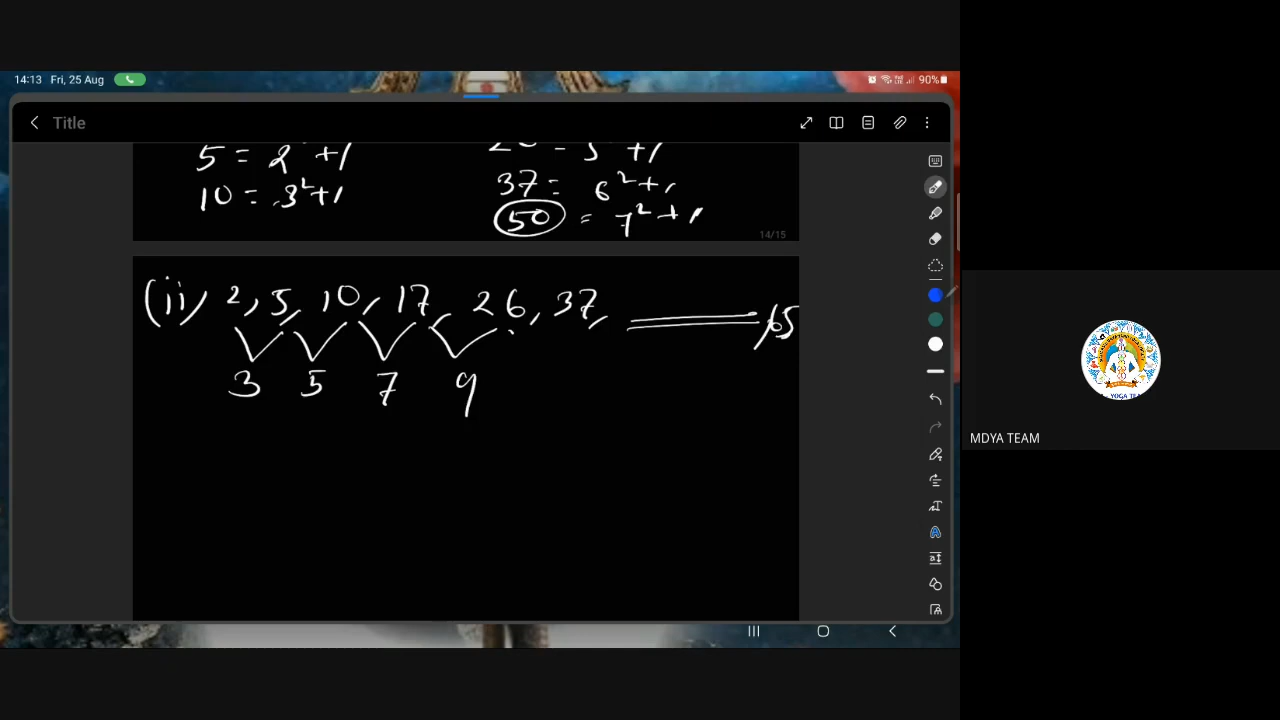 14:13 Fri, 25 Aug 90%
Title
5 = 2² +1
10 = 3²+1
37 = 6²+1
50 = 7² + 1
14/15
(ii) 2, 5, 10, 17, 26, 37, 65
3 5 7 9
MDYA TEAM